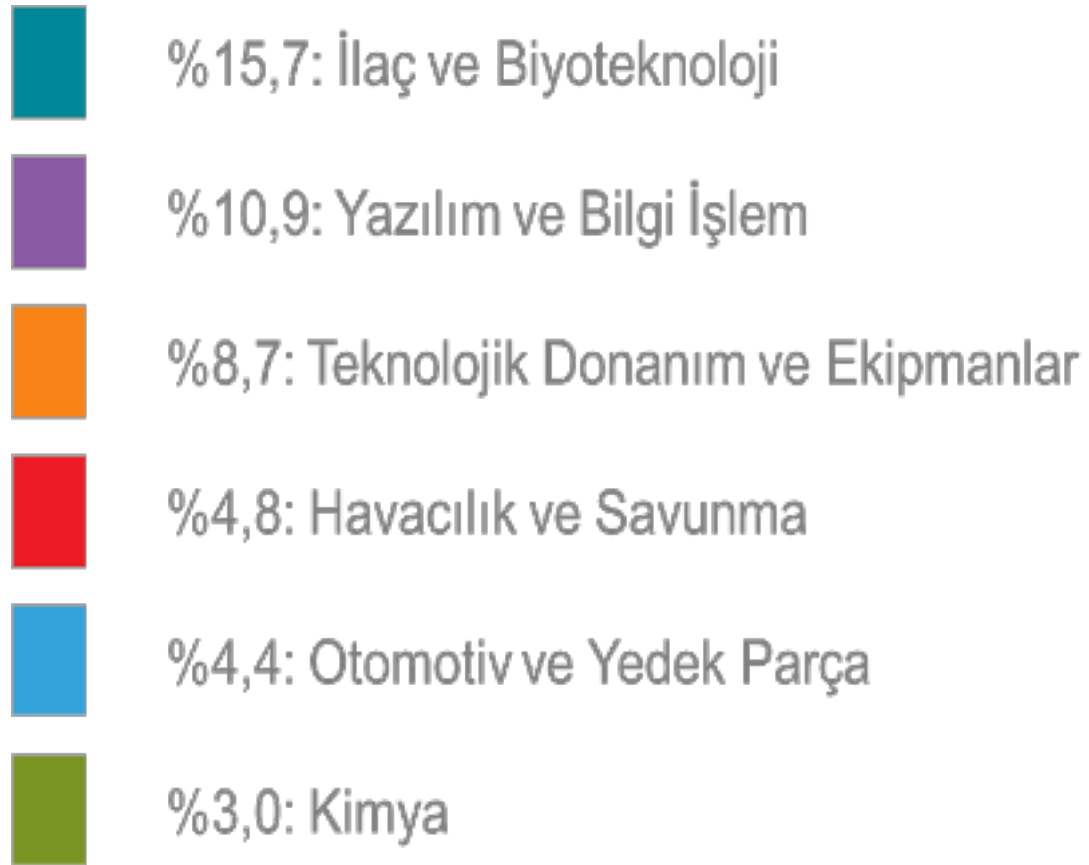 %15,7: İlaç ve Biyoteknoloji
%10,9: Yazılım ve Bilgi İşlem
%8,7: Teknolojik Donanım ve Ekipmanlar
%4,8: Havacılık ve Savunma
%4,4: Otomotiv ve Yedek Parça
%3,0: Kimya